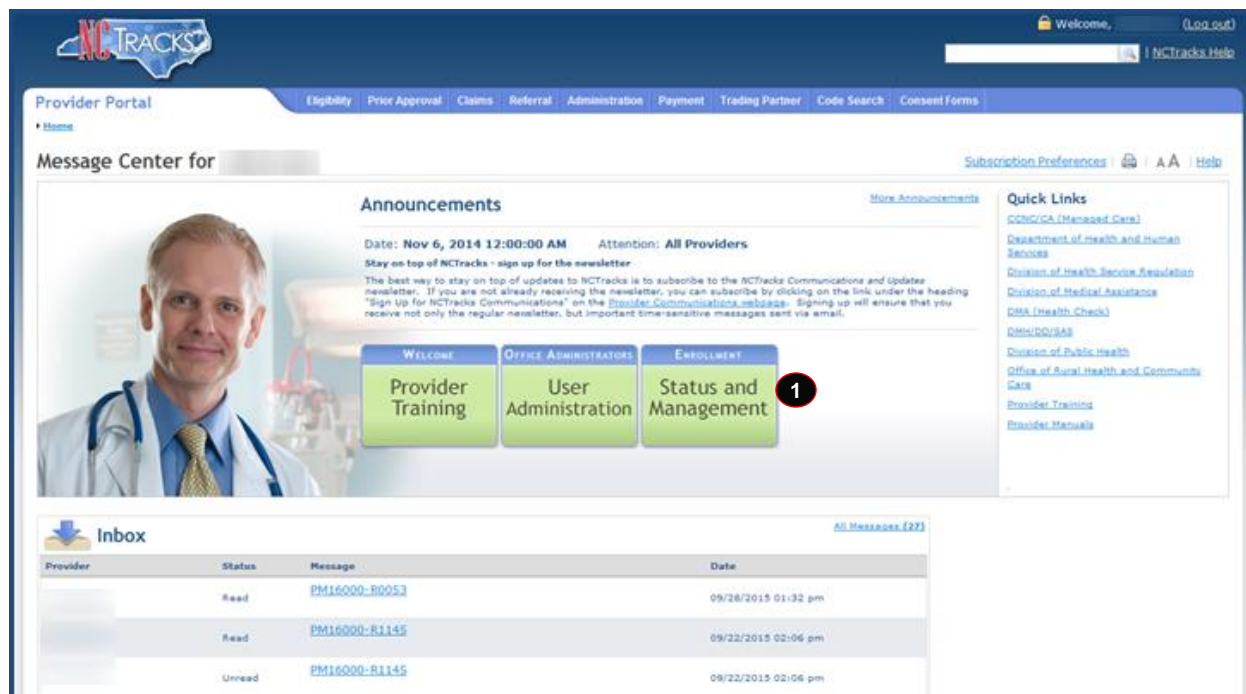 NCTRACKS
Welcome, (Log out)
NCTracks Help
Provider Portal
Eligibility Prior Approval Claims Referral Administration Payment Trading Partner Code Search Consent Forms
Home
Message Center for
Subscription Preferences | | A A | Help
Announcements
More Announcements
Date: Nov 6, 2014 12:00:00 AM Attention: All Providers
Stay on top of NCTracks - sign up for the newsletter
The best way to stay on top of updates to NCTracks is to subscribe to the NCTracks Communications and Updates
newsletter. If you are not already receiving the newsletter, you can subscribe by clicking on the link under the heading
"Sign Up for NCTracks Communications" on the Provider Communications webpage. Signing up will ensure that you
receive not only the regular newsletter, but important time-sensitive messages sent via email.
WELCOME
Provider
Training
OFFICE ADMINISTRATORS
User
Administration
ENROLLMENT
Status and
Management
1
Quick Links
CCNC/CA (Managed Care)
Department of Health and Human
Services
Division of Health Service Regulation
Division of Medical Assistance
DMA (Health Check)
DMH/DD/SAS
Division of Public Health
Office of Rural Health and Community
Care
Provider Training
Provider Manuals
Inbox
All Messages (27)
Provider Status Message Date
Read PM16000-R0053 09/28/2015 01:32 pm
Read PM16000-R1145 09/22/2015 02:06 pm
Unread PM16000-R1145 09/22/2015 02:06 pm